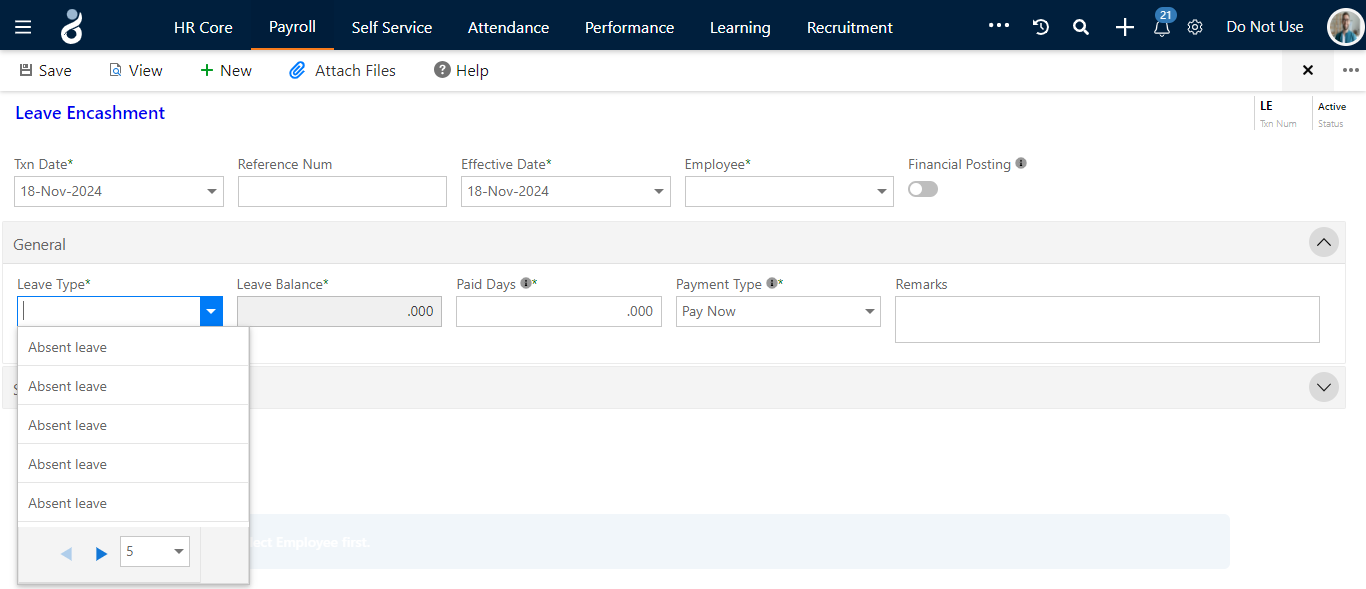 HR Core Payroll Self Service Attendance Performance Learning Recruitment 21 Do Not Use
Save View New Attach Files Help
Leave Encashment
LE Active
Txn Num Status
Txn Date* Reference Num Effective Date* Employee* Financial Posting
18-Nov-2024 18-Nov-2024
General
Leave Type* Leave Balance* Paid Days * Payment Type * Remarks
.000 .000 Pay Now
Absent leave
Absent leave
Absent leave
Absent leave
Absent leave
5
Employee first.